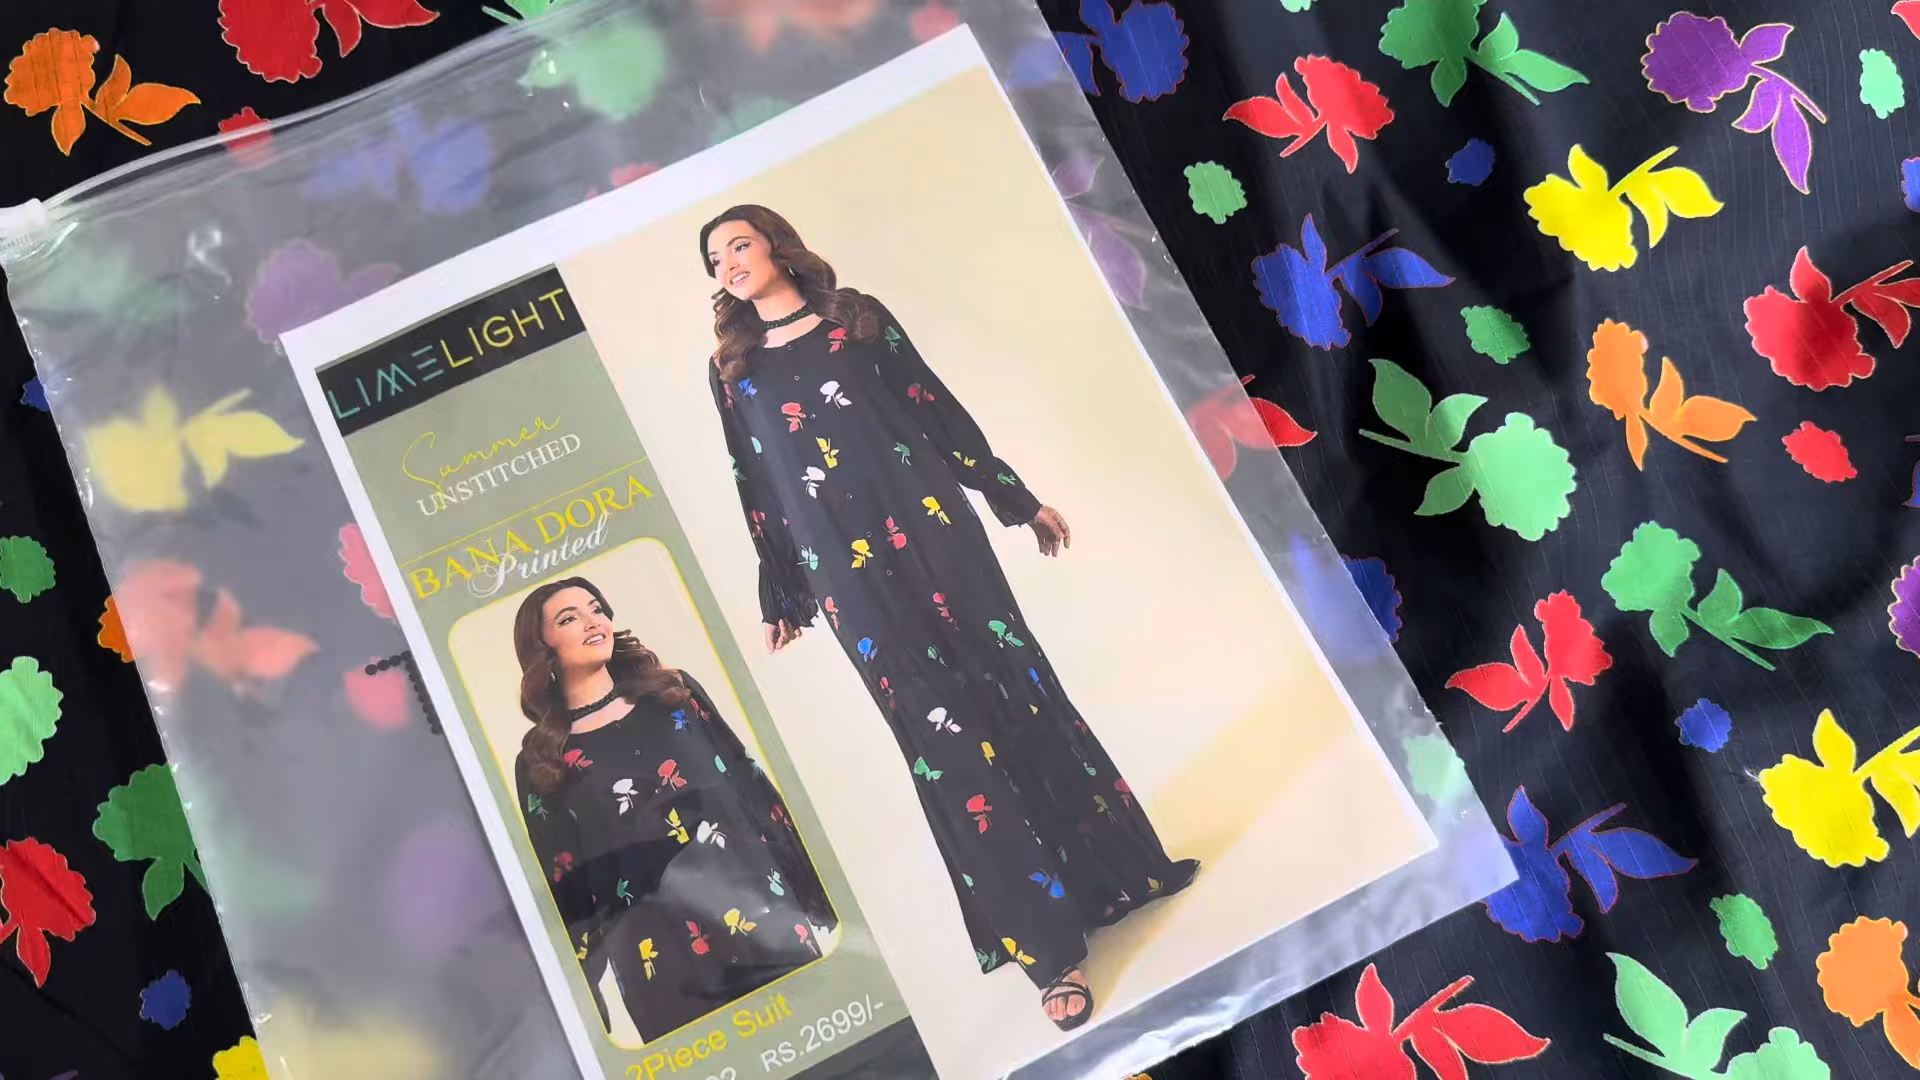 LIMELIGHT
Summer
UNSTITCHED
BANA DORA
Printed
2Piece Suit
RS.2699/-